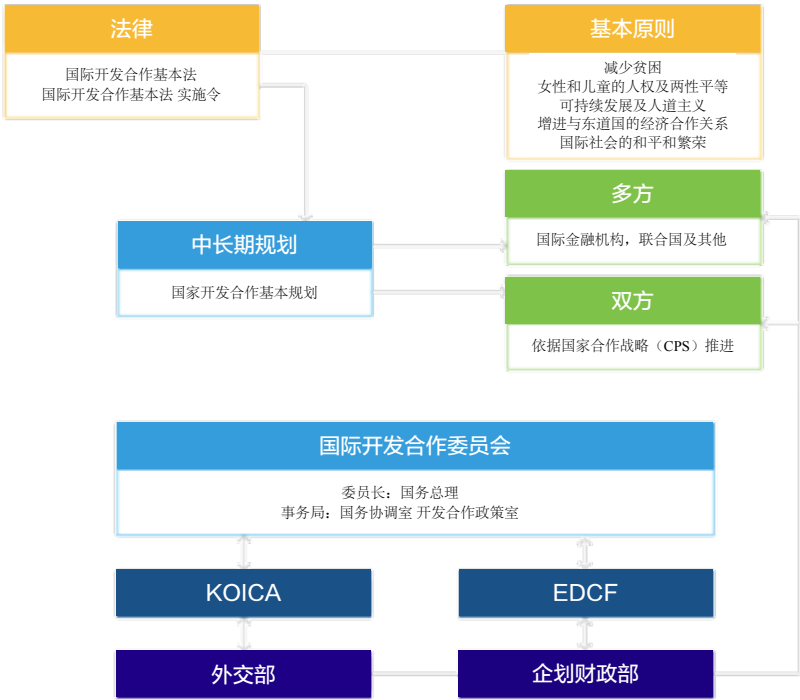 法律
国际开发合作基本法
国际开发合作基本法 实施令
基本原则
减少贫困
女性和儿童的人权及两性平等
可持续发展及人道主义
增进与东道国的经济合作关系
国际社会的和平和繁荣
多方
国际金融机构，联合国及其他
中长期规划
国家开发合作基本规划
双方
依据国家合作战略（CPS）推进
国际开发合作委员会
委员长：国务总理
事务局：国务协调室 开发合作政策室
KOICA
EDCF
外交部
企划财政部